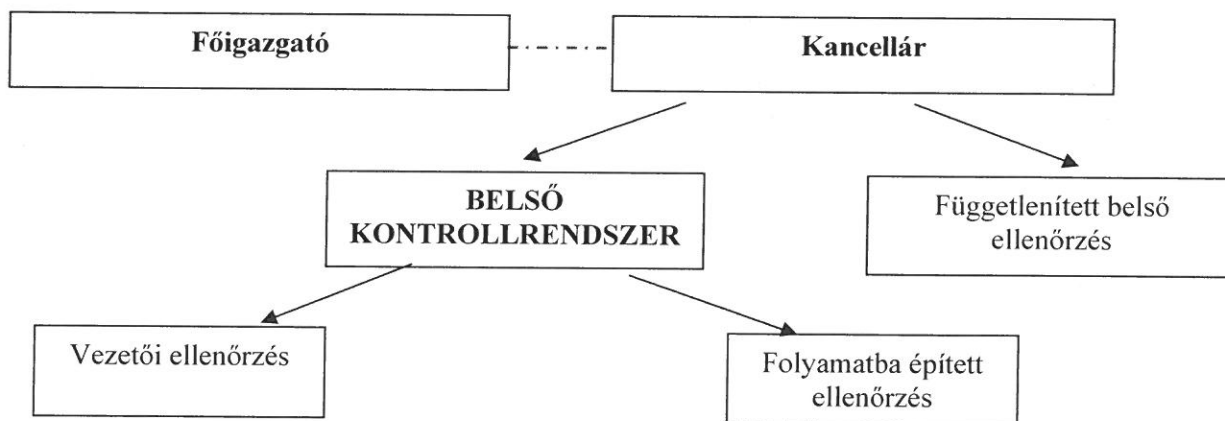 Főigazgató
Kancellár
BELSŐ
KONTROLLRENDSZER
Függetlenített belső
ellenőrzés
Vezetői ellenőrzés
Folyamatba épített
ellenőrzés